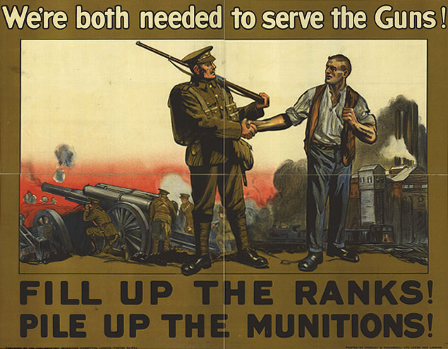 We're both needed to serve the Guns!
FILL UP THE RANKS!
PILE UP THE MUNITIONS!